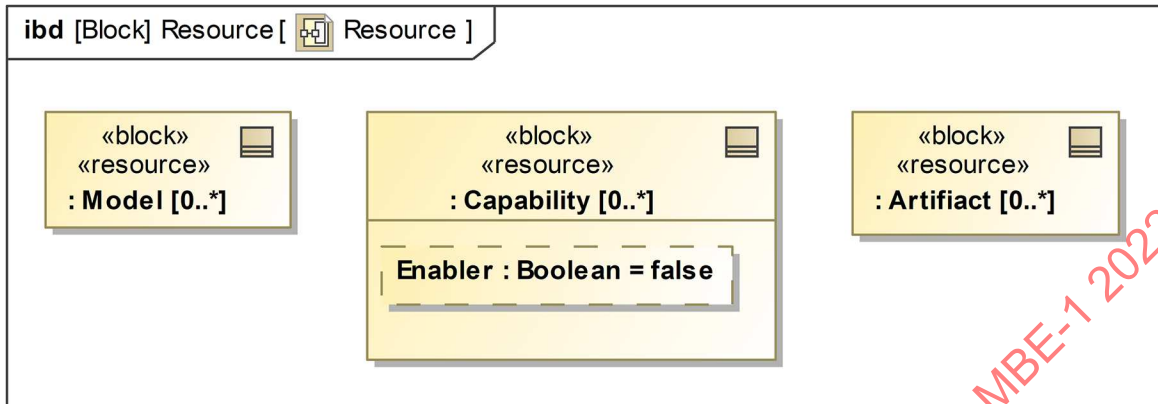 ibd [Block] Resource [ Resource ]
«block»
«resource»
: Model [0..*]
«block»
«resource»
: Capability [0..*]
Enabler : Boolean = false
«block»
«resource»
: Artifiact [0..*]
MBE-1 202